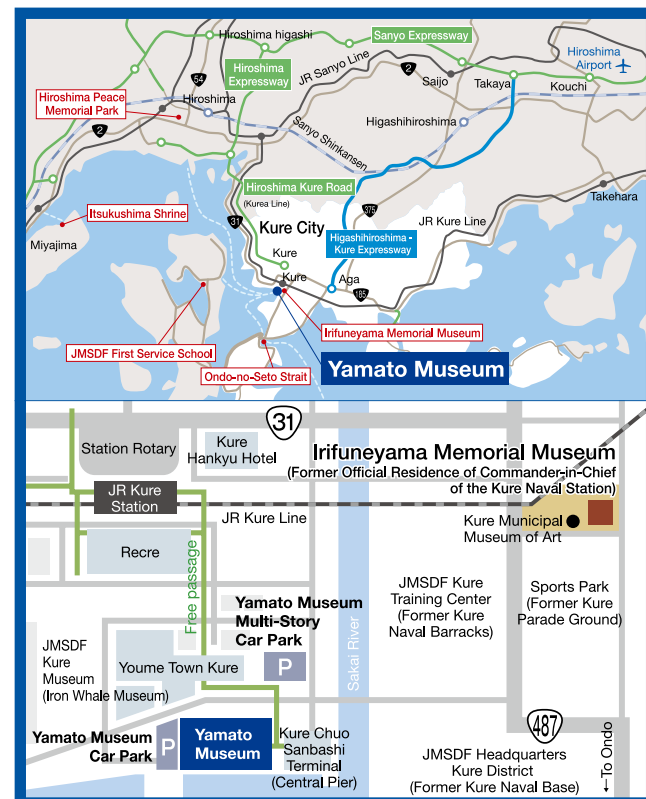 Hiroshima higashi
Sanyo Expressway
Hiroshima
Airport
Hiroshima
Expressway
JR Sanyo Line
2
54
Saijo
Takaya
Kouchi
Hiroshima Peace
Memorial Park
Hiroshima
2
Sanyo Shinkansen
Higashihiroshima
Hiroshima Kure Road
(Kurea Line)
Takehara
Itsukushima Shrine
31
Kure City
375
JR Kure Line
Miyajima
Higashihiroshima -
Kure Expressway
Kure
Kure
Aga
185
Irifuneyama Memorial Museum
JMSDF First Service School
Yamato Museum
Ondo-no-Seto Strait
31
Station Rotary
Kure
Hankyu Hotel
Irifuneyama Memorial Museum
(Former Official Residence of Commander-in-Chief
of the Kure Naval Station)
JR Kure
Station
JR Kure Line
Kure Municipal
Museum of Art
Recre
Free passage
JMSDF Kure
Training Center
(Former Kure
Naval Barracks)
Sports Park
(Former Kure
Parade Ground)
Yamato Museum
Multi-Story
Car Park
P
Sakai River
JMSDF
Kure
Museum
(Iron Whale Museum)
Youme Town Kure
Yamato Museum
Car Park
P
Yamato
Museum
Kure Chuo
Sanbashi
Terminal
(Central Pier)
487
JMSDF Headquarters
Kure District
(Former Kure Naval Base)
←To Ondo